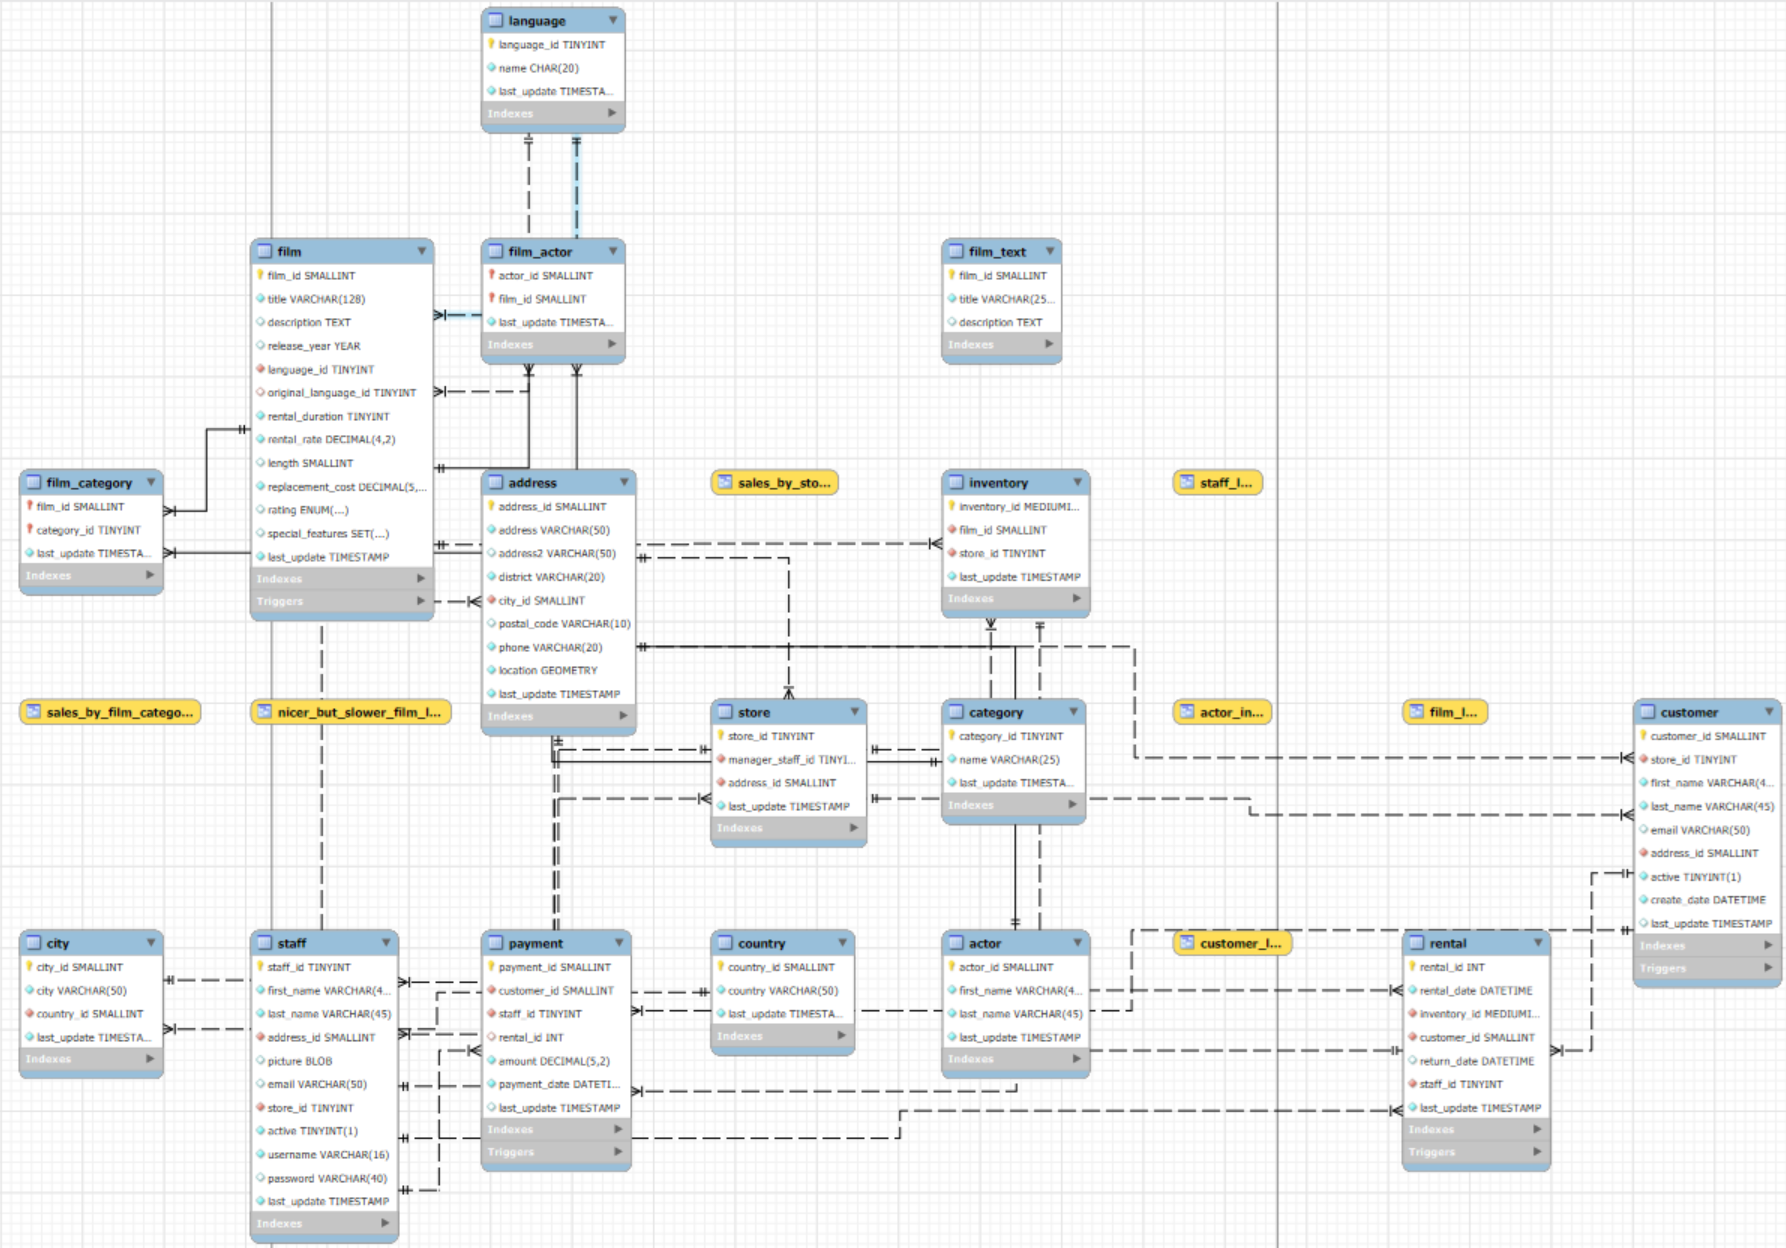 language
language_id TINYINT
name CHAR(20)
last_update TIMESTA...
Indexes
film
film_id SMALLINT
title VARCHAR(128)
description TEXT
release_year YEAR
language_id TINYINT
original_language_id TINYINT
rental_duration TINYINT
rental_rate DECIMAL(4,2)
length SMALLINT
replacement_cost DECIMAL(5,...
rating ENUM(...)
special_features SET(...)
last_update TIMESTAMP
Indexes
Triggers
film_actor
actor_id SMALLINT
film_id SMALLINT
last_update TIMESTA...
Indexes
film_text
film_id SMALLINT
title VARCHAR(25...
description TEXT
Indexes
film_category
film_id SMALLINT
category_id TINYINT
last_update TIMESTA...
Indexes
address
address_id SMALLINT
address VARCHAR(50)
address2 VARCHAR(50)
district VARCHAR(20)
city_id SMALLINT
postal_code VARCHAR(10)
phone VARCHAR(20)
location GEOMETRY
last_update TIMESTAMP
Indexes
sales_by_sto...
inventory
inventory_id MEDIUMI...
film_id SMALLINT
store_id TINYINT
last_update TIMESTAMP
Indexes
staff_l...
sales_by_film_catego...
nicer_but_slower_film_l...
store
store_id TINYINT
manager_staff_id TINYI...
address_id SMALLINT
last_update TIMESTAMP
Indexes
category
category_id TINYINT
name VARCHAR(25)
last_update TIMESTA...
Indexes
actor_in...
film_l...
customer
customer_id SMALLINT
store_id TINYINT
first_name VARCHAR(4...
last_name VARCHAR(45)
email VARCHAR(50)
address_id SMALLINT
active TINYINT(1)
create_date DATETIME
last_update TIMESTAMP
Indexes
Triggers
city
city_id SMALLINT
city VARCHAR(50)
country_id SMALLINT
last_update TIMESTA...
Indexes
staff
staff_id TINYINT
first_name VARCHAR(4...
last_name VARCHAR(45)
address_id SMALLINT
picture BLOB
email VARCHAR(50)
store_id TINYINT
active TINYINT(1)
username VARCHAR(16)
password VARCHAR(40)
last_update TIMESTAMP
Indexes
payment
payment_id SMALLINT
customer_id SMALLINT
staff_id TINYINT
rental_id INT
amount DECIMAL(5,2)
payment_date DATETI...
last_update TIMESTAMP
Indexes
Triggers
country
country_id SMALLINT
country VARCHAR(50)
last_update TIMESTA...
Indexes
actor
actor_id SMALLINT
first_name VARCHAR(4...
last_name VARCHAR(45)
last_update TIMESTAMP
Indexes
customer_l...
rental
rental_id INT
rental_date DATETIME
inventory_id MEDIUMI...
customer_id SMALLINT
return_date DATETIME
staff_id TINYINT
last_update TIMESTAMP
Indexes
Triggers